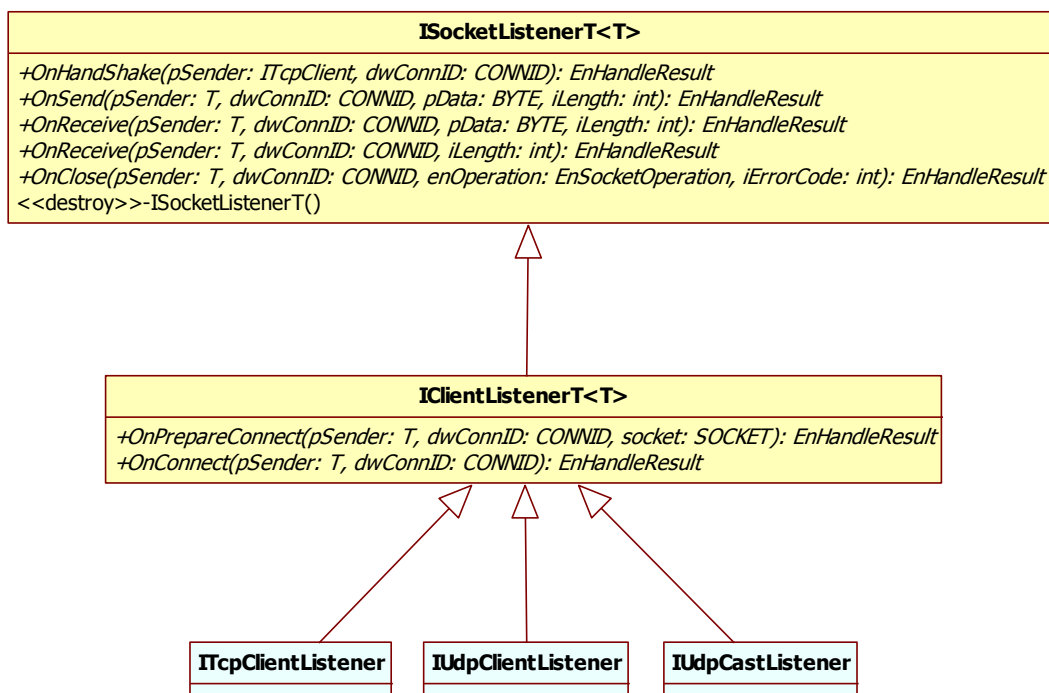 ISocketListenerT<T>
+OnHandShake(pSender: ITcpClient, dwConnID: CONNID): EnHandleResult
+OnSend(pSender: T, dwConnID: CONNID, pData: BYTE, iLength: int): EnHandleResult
+OnReceive(pSender: T, dwConnID: CONNID, pData: BYTE, iLength: int): EnHandleResult
+OnReceive(pSender: T, dwConnID: CONNID, iLength: int): EnHandleResult
+OnClose(pSender: T, dwConnID: CONNID, enOperation: EnSocketOperation, iErrorCode: int): EnHandleResult
<<destroy>>-ISocketListenerT()
IClientListenerT<T>
+OnPrepareConnect(pSender: T, dwConnID: CONNID, socket: SOCKET): EnHandleResult
+OnConnect(pSender: T, dwConnID: CONNID): EnHandleResult
ITcpClientListener
IUdpClientListener
IUdpCastListener